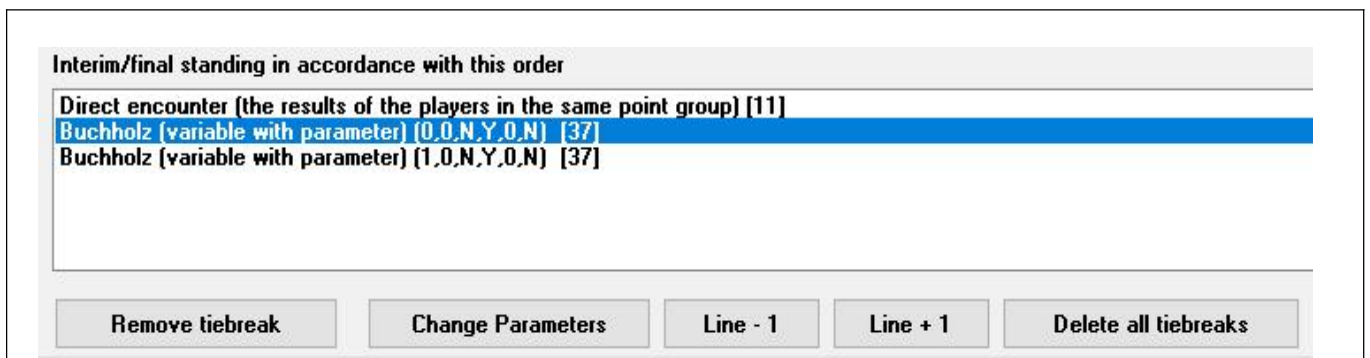 Interim/final standing in accordance with this order
Direct encounter (the results of the players in the same point group) [11]
Buchholz (variable with parameter) (0,0,N,Y,0,N) [37]
Buchholz (variable with parameter) (1,0,N,Y,0,N) [37]
Remove tiebreak Change Parameters Line - 1 Line + 1 Delete all tiebreaks